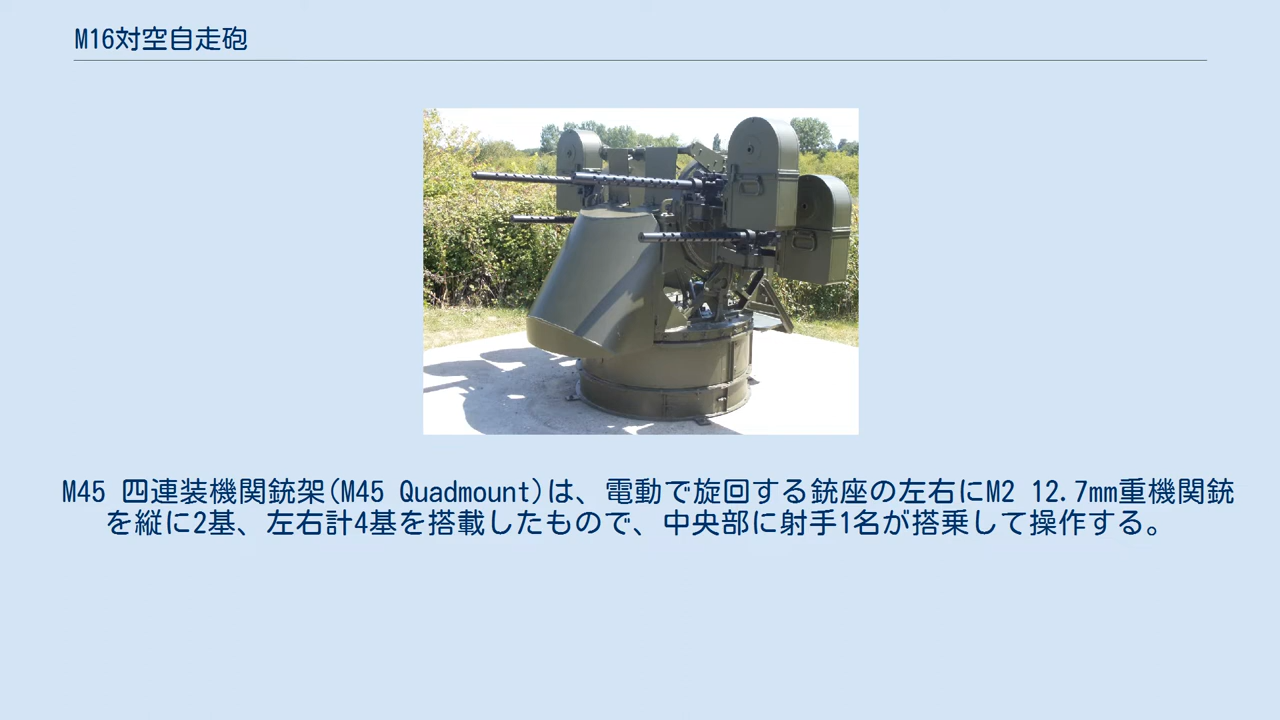 M16対空自走砲
M45 四連装機関銃架(M45 Quadmount)は、電動で旋回する銃座の左右にM2 12.7mm重機関銃
を縦に2基、左右計4基を搭載したもので、中央部に射手1名が搭乗して操作する。